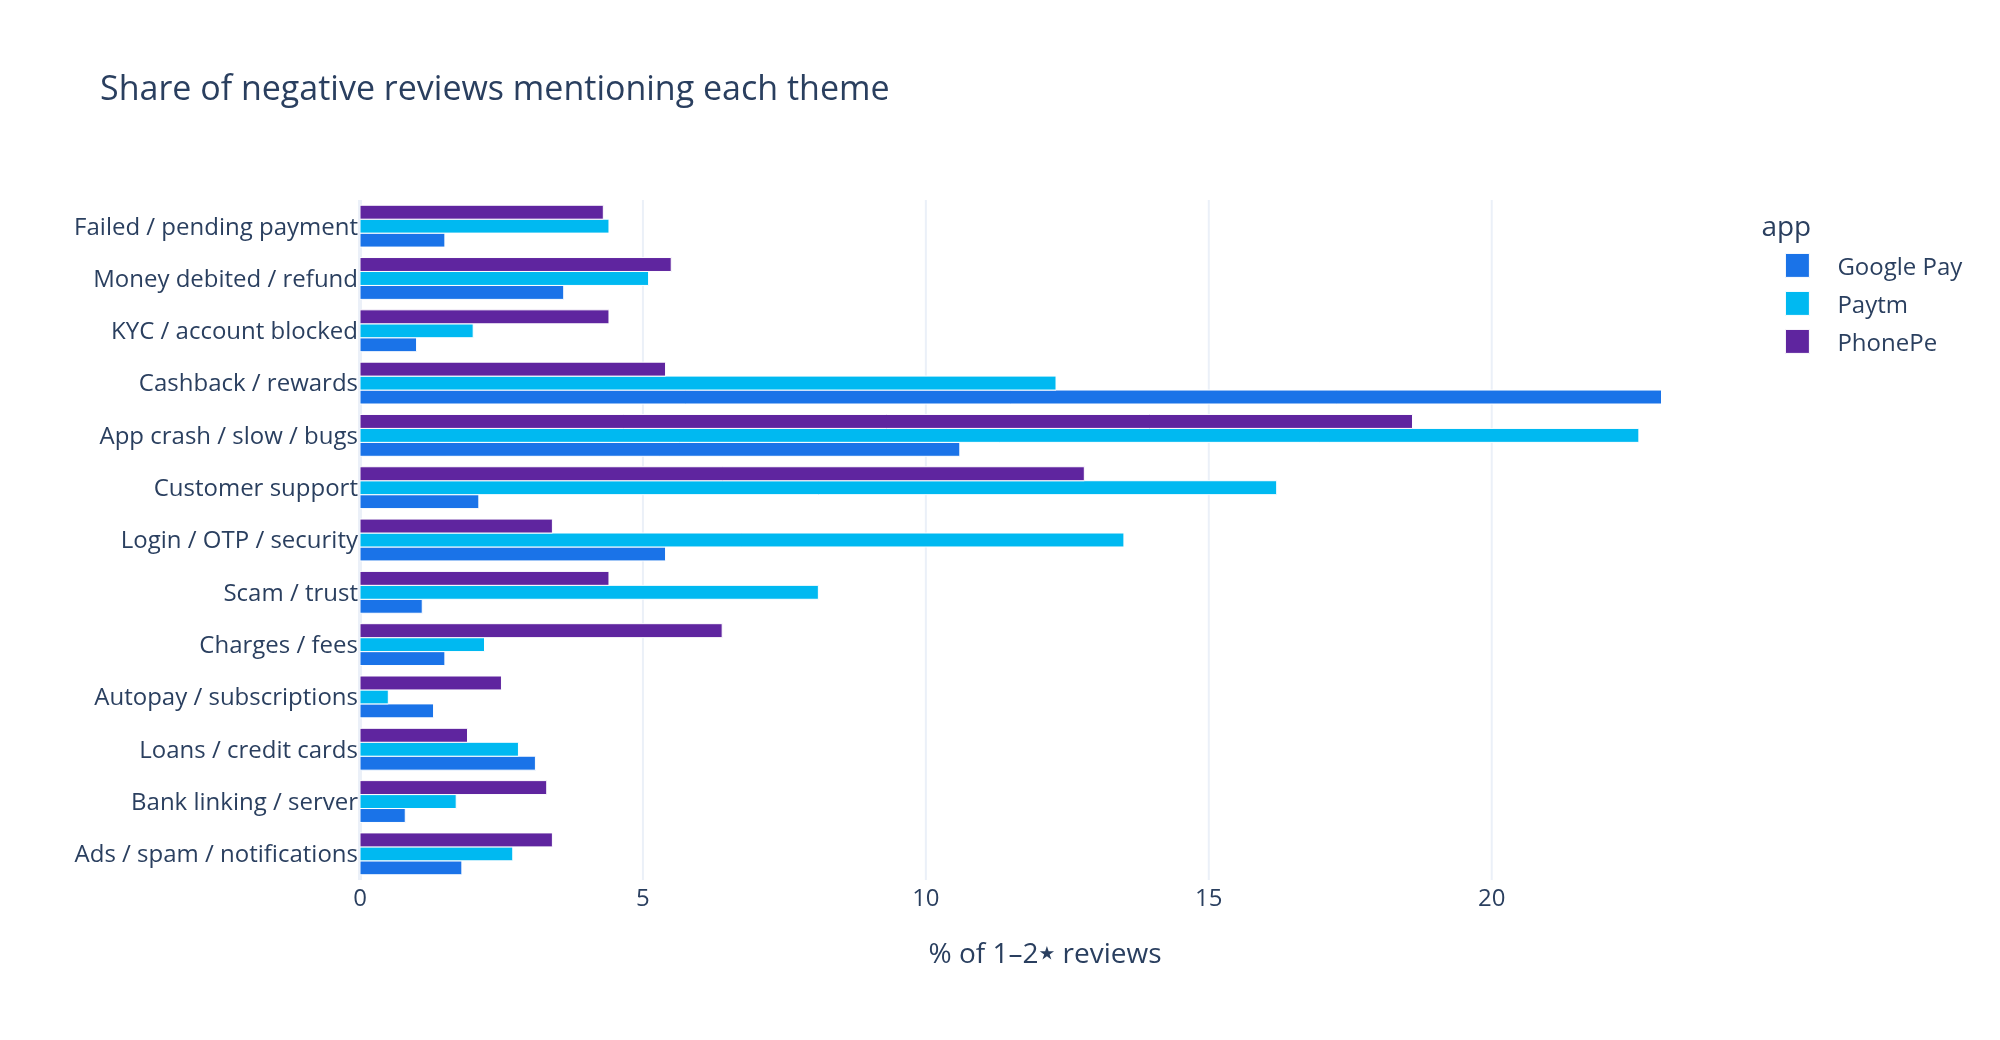 Share of negative reviews mentioning each theme
Failed / pending payment
Money debited / refund
KYC / account blocked
Cashback / rewards
App crash / slow / bugs
Customer support
Login / OTP / security
Scam / trust
Charges / fees
Autopay / subscriptions
Loans / credit cards
Bank linking / server
Ads / spam / notifications
0 5 10 15 20
% of 1–2★ reviews
app
Google Pay
Paytm
PhonePe